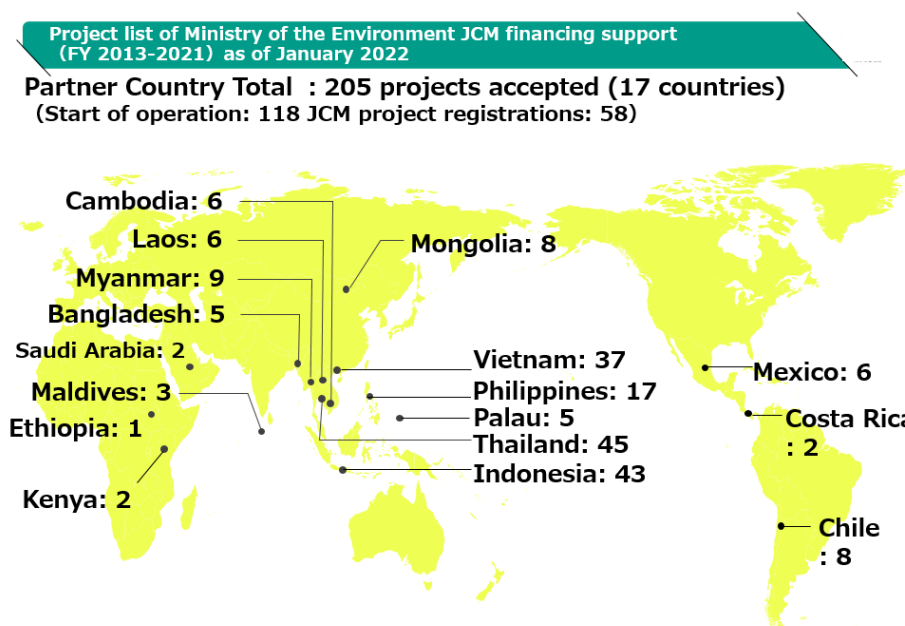 Project list of Ministry of the Environment JCM financing support
（FY 2013-2021）as of January 2022
Partner Country Total : 205 projects accepted (17 countries)
（Start of operation: 118 JCM project registrations: 58）
Cambodia: 6
Laos: 6
Mongolia: 8
Myanmar: 9
Bangladesh: 5
Saudi Arabia: 2
Vietnam: 37
Mexico: 6
Maldives: 3
Philippines: 17
Palau: 5
Costa Rica
: 2
Ethiopia: 1
Thailand: 45
Indonesia: 43
Kenya: 2
Chile
: 8